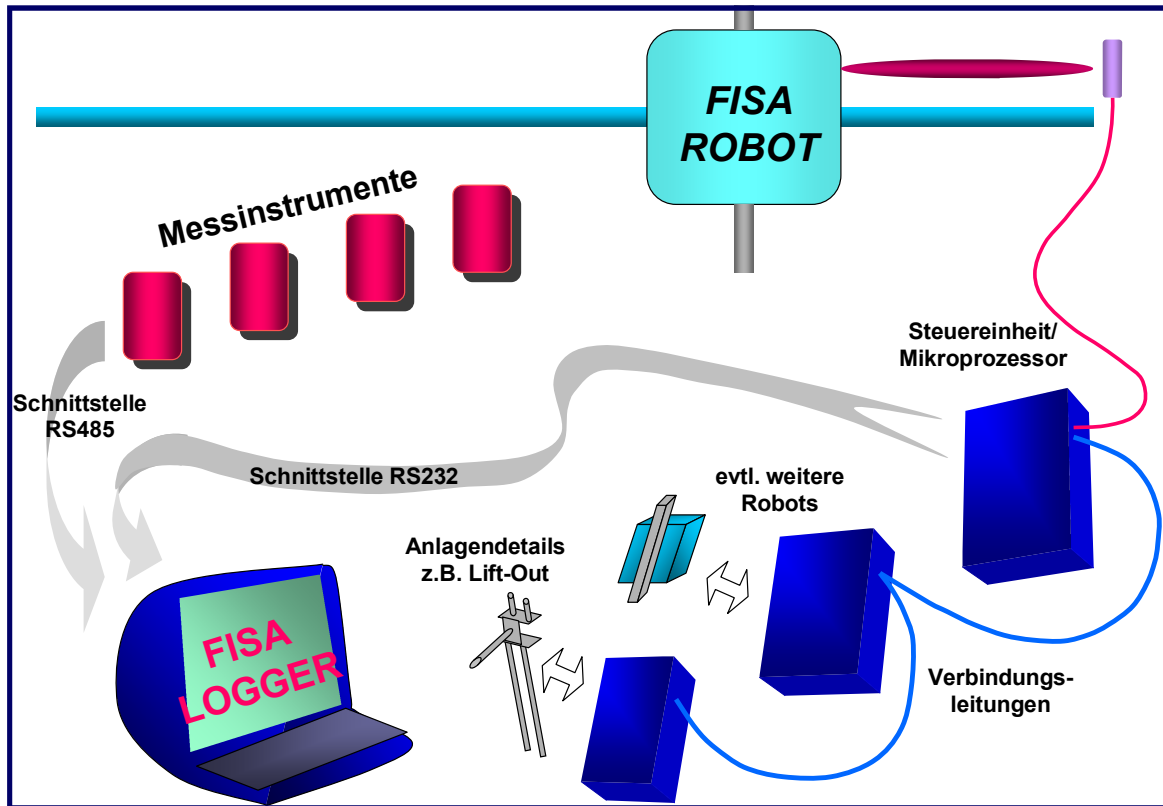 FISA
ROBOT
Messinstrumente
Steuereinheit/
Mikroprozessor
Schnittstelle
RS485
Schnittstelle RS232
evtl. weitere
Robots
Anlagendetails
z.B. Lift-Out
FISA
LOGGER
Verbindungs-
leitungen